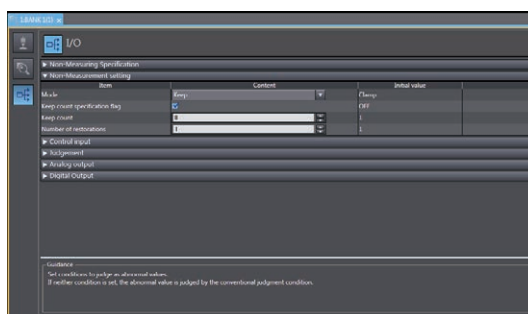 I/O
▶ Non-Measuring Specification
▼ Non-Measurement setting
Item Content Initial value
Mode Keep Clamp
Keep count specification flag OFF
Keep count 8 1
Number of restorations 1 1
▶ Control input
▶ Judgement
▶ Analog output
▶ Digital Output
Guidance
Set conditions to judge as abnormal values.
If neither condition is set, the abnormal value is judged by the conventional judgment condition.